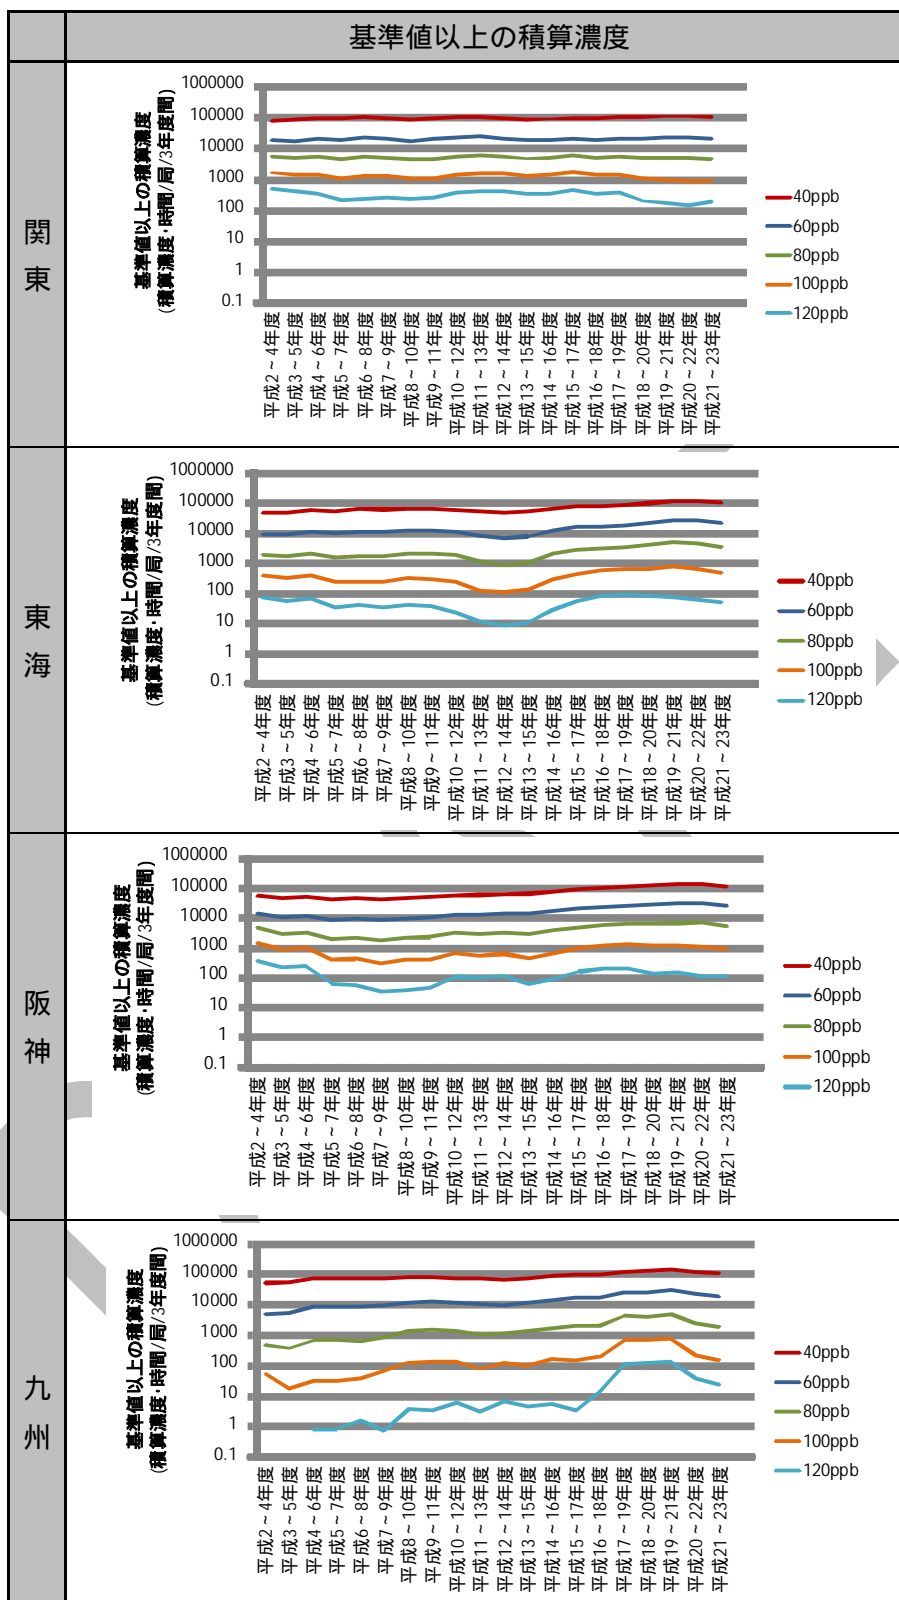 基準値以上の積算濃度
関東
基準値以上の積算濃度
(積算濃度・時間/局/3年度間)
1000000
100000
10000
1000
100
10
1
0.1
平成2～4年度
平成3～5年度
平成4～6年度
平成5～7年度
平成6～8年度
平成7～9年度
平成8～10年度
平成9～11年度
平成10～12年度
平成11～13年度
平成12～14年度
平成13～15年度
平成14～16年度
平成15～17年度
平成16～18年度
平成17～19年度
平成18～20年度
平成19～21年度
平成20～22年度
平成21～23年度
40ppb
60ppb
80ppb
100ppb
120ppb
東海
基準値以上の積算濃度
(積算濃度・時間/局/3年度間)
1000000
100000
10000
1000
100
10
1
0.1
平成2～4年度
平成3～5年度
平成4～6年度
平成5～7年度
平成6～8年度
平成7～9年度
平成8～10年度
平成9～11年度
平成10～12年度
平成11～13年度
平成12～14年度
平成13～15年度
平成14～16年度
平成15～17年度
平成16～18年度
平成17～19年度
平成18～20年度
平成19～21年度
平成20～22年度
平成21～23年度
40ppb
60ppb
80ppb
100ppb
120ppb
阪神
基準値以上の積算濃度
(積算濃度・時間/局/3年度間)
1000000
100000
10000
1000
100
10
1
0.1
平成2～4年度
平成3～5年度
平成4～6年度
平成5～7年度
平成6～8年度
平成7～9年度
平成8～10年度
平成9～11年度
平成10～12年度
平成11～13年度
平成12～14年度
平成13～15年度
平成14～16年度
平成15～17年度
平成16～18年度
平成17～19年度
平成18～20年度
平成19～21年度
平成20～22年度
平成21～23年度
40ppb
60ppb
80ppb
100ppb
120ppb
九州
基準値以上の積算濃度
(積算濃度・時間/局/3年度間)
1000000
100000
10000
1000
100
10
1
0.1
平成2～4年度
平成3～5年度
平成4～6年度
平成5～7年度
平成6～8年度
平成7～9年度
平成8～10年度
平成9～11年度
平成10～12年度
平成11～13年度
平成12～14年度
平成13～15年度
平成14～16年度
平成15～17年度
平成16～18年度
平成17～19年度
平成18～20年度
平成19～21年度
平成20～22年度
平成21～23年度
40ppb
60ppb
80ppb
100ppb
120ppb